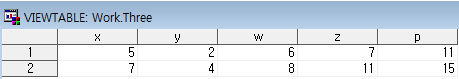 VIEWTABLE: Work.Three
x y w z p
1 5 2 6 7 11
2 7 4 8 11 15